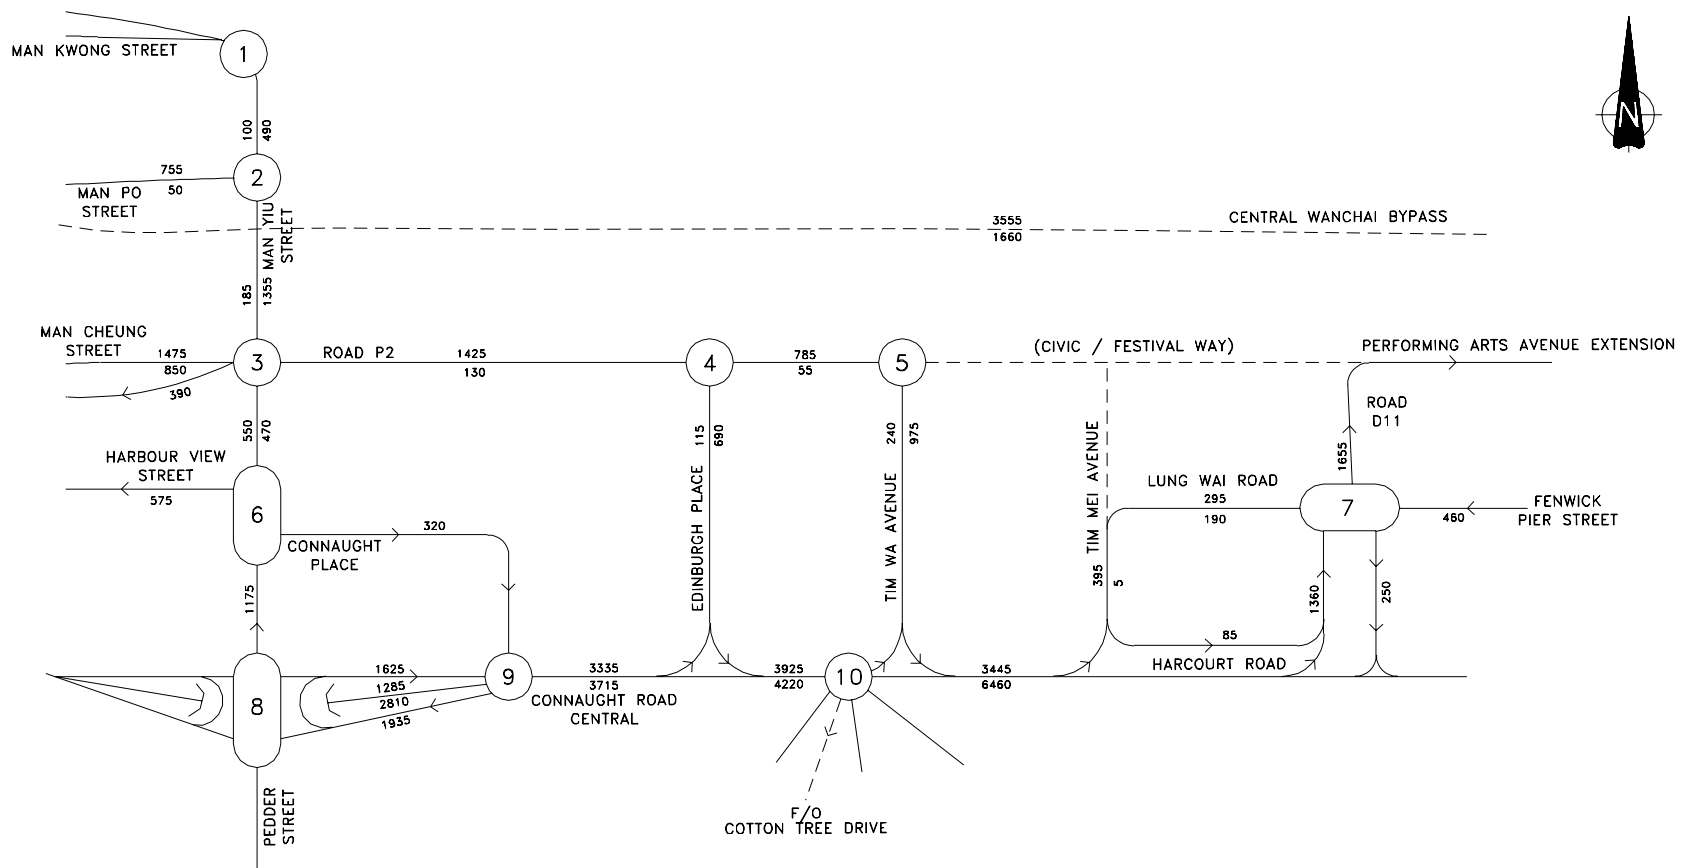 MAN KWONG STREET
1
N
100
490
755
MAN PO
STREET
50
2
MAN YIU
STREET
3555
1660
CENTRAL WANCHAI BYPASS
185
1355
MAN CHEUNG
STREET
1475
850
390
3
ROAD P2
1425
130
4
785
55
5
(CIVIC / FESTIVAL WAY)
PERFORMING ARTS AVENUE EXTENSION
ROAD
D11
550
470
115
690
240
975
TIM MEI AVENUE
1655
HARBOUR VIEW
STREET
575
6
320
CONNAUGHT
PLACE
EDINBURGH PLACE
TIM WA AVENUE
LUNG WAI ROAD
295
190
7
460
FENWICK
PIER STREET
1175
395
5
1360
250
85
HARCOURT ROAD
8
1625
1285
2810
1935
9
3335
3715
CONNAUGHT ROAD
CENTRAL
3925
4220
10
3445
6460
PEDDER
STREET
F/O
COTTON TREE DRIVE